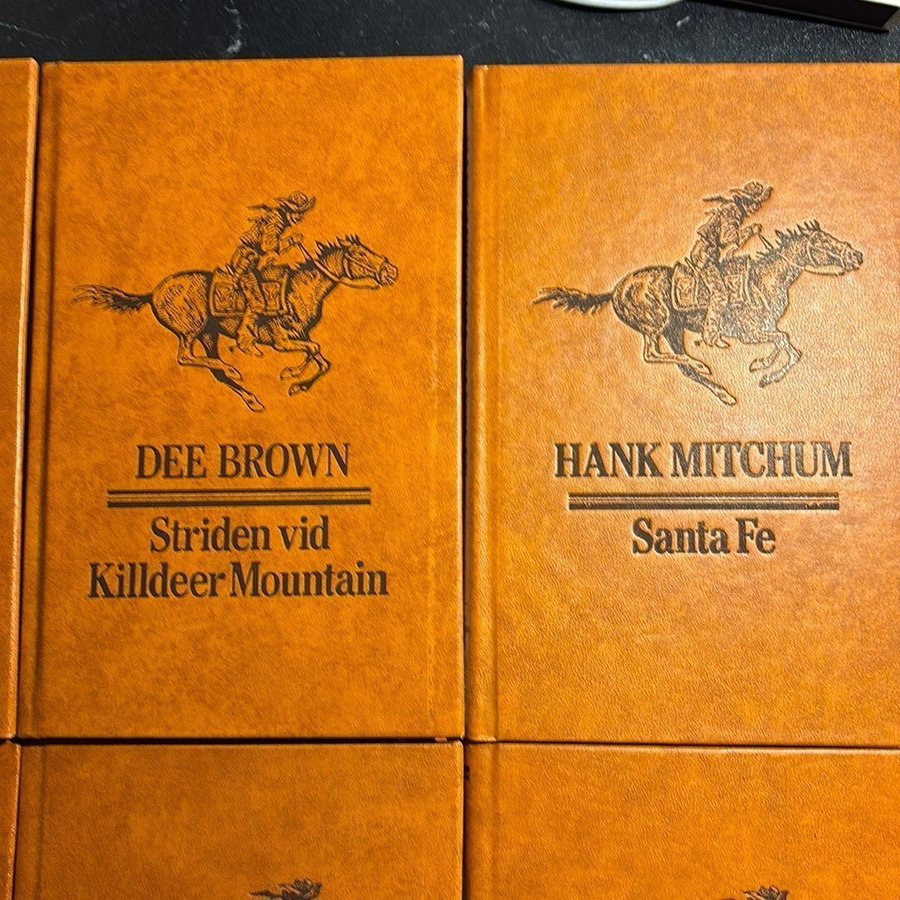 DEE BROWN
Striden vid
Killdeer Mountain
HANK MITCHUM
Santa Fe